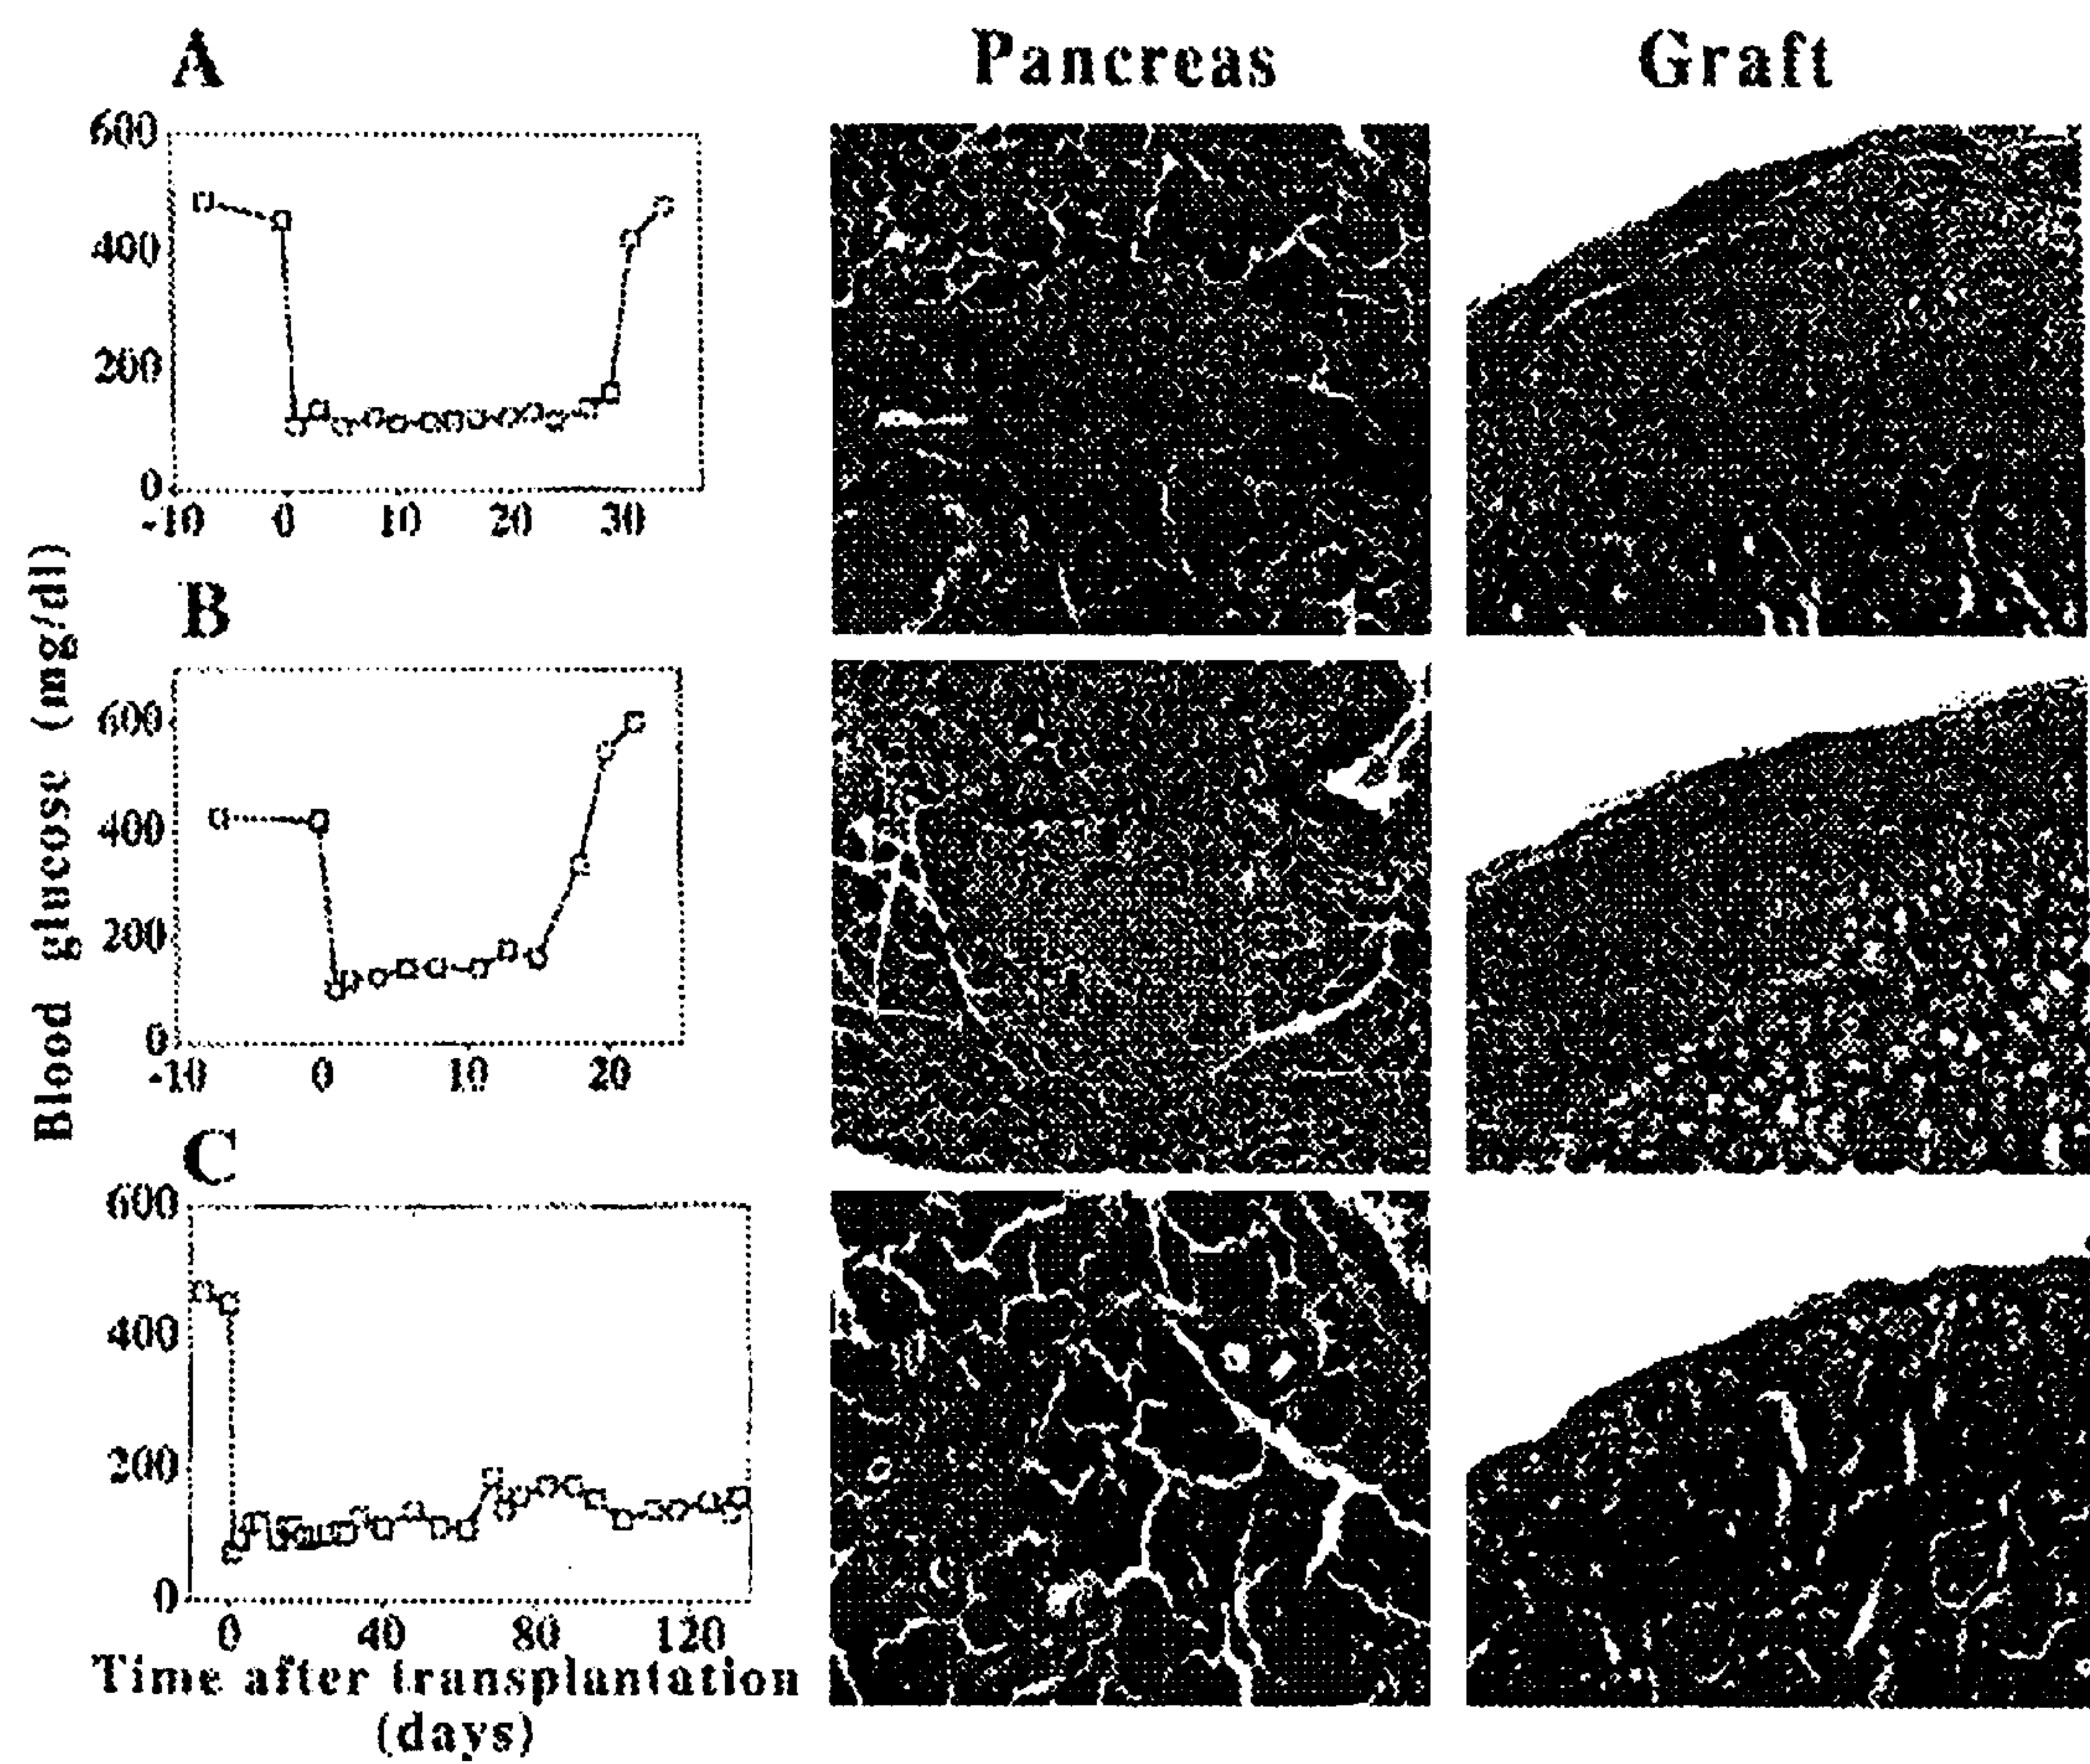 A
Pancreas
Graft
600
400
200
0
-10 0 10 20 30
B
600
400
200
0
-10 0 10 20
C
600
400
200
0
0 40 80 120
Blood glucose (mg/dl)
Time after transplantation
(days)